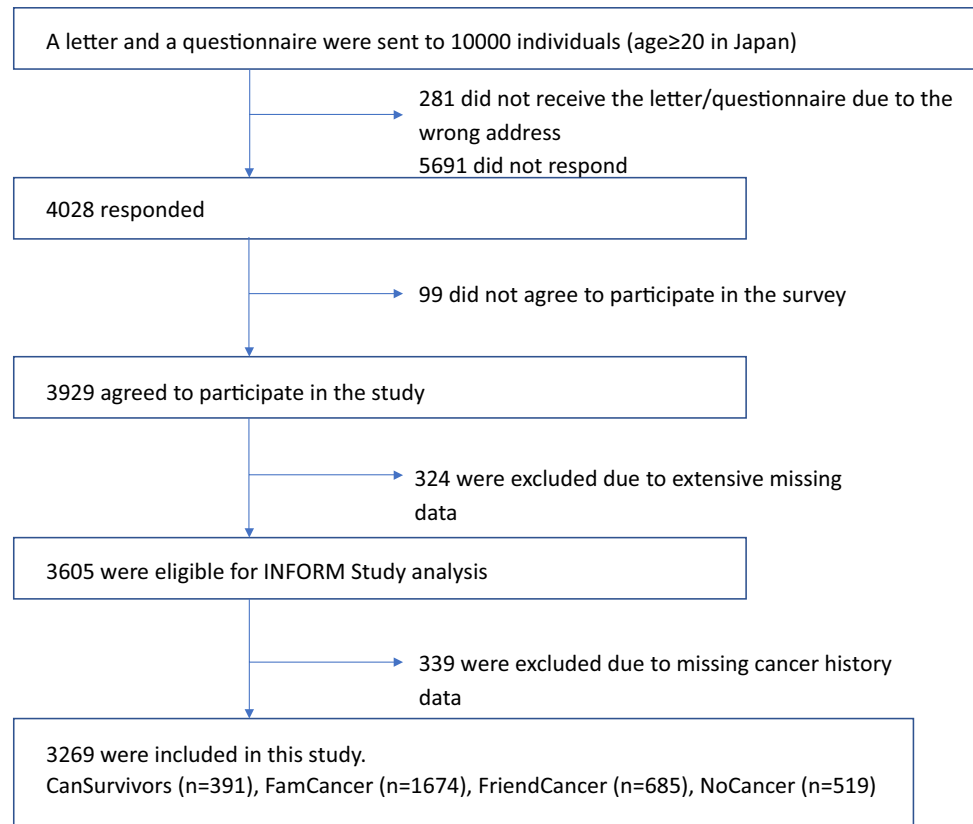 A letter and a questionnaire were sent to 10000 individuals (age≥20 in Japan)
281 did not receive the letter/questionnaire due to the
wrong address
5691 did not respond
4028 responded
99 did not agree to participate in the survey
3929 agreed to participate in the study
324 were excluded due to extensive missing
data
3605 were eligible for INFORM Study analysis
339 were excluded due to missing cancer history
data
3269 were included in this study.
CanSurvivors (n=391), FamCancer (n=1674), FriendCancer (n=685), NoCancer (n=519)